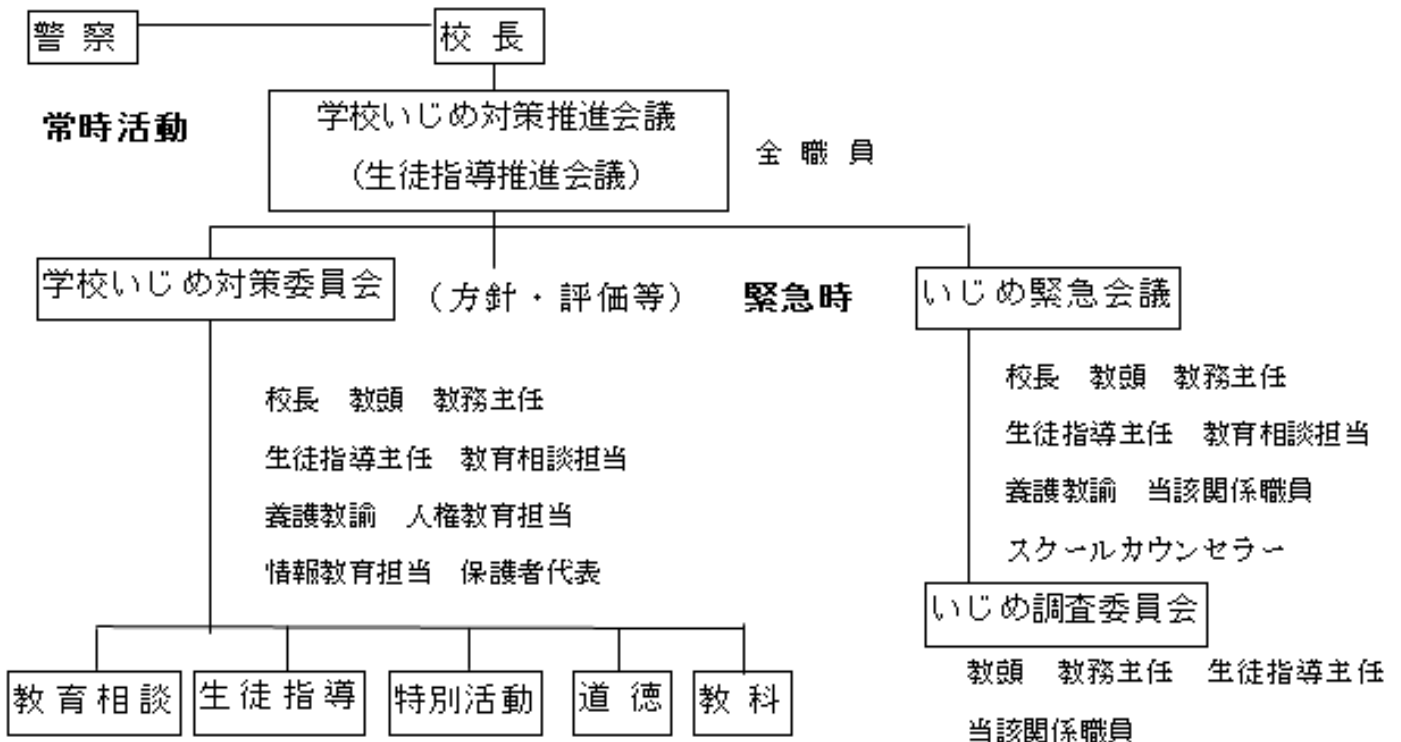 警 察
校 長
常時活動
学校いじめ対策推進会議
(生徒指導推進会議)
全 職 員
学校いじめ対策委員会
(方針・評価等)
緊急時
いじめ緊急会議
校長 教頭 教務主任
生徒指導主任 教育相談担当
養護教諭 人権教育担当
情報教育担当 保護者代表
校長 教頭 教務主任
生徒指導主任 教育相談担当
養護教諭 当該関係職員
スクールカウンセラー
いじめ調査委員会
教頭 教務主任 生徒指導主任
当該関係職員
教育相談
生徒指導
特別活動
道 徳
教 科